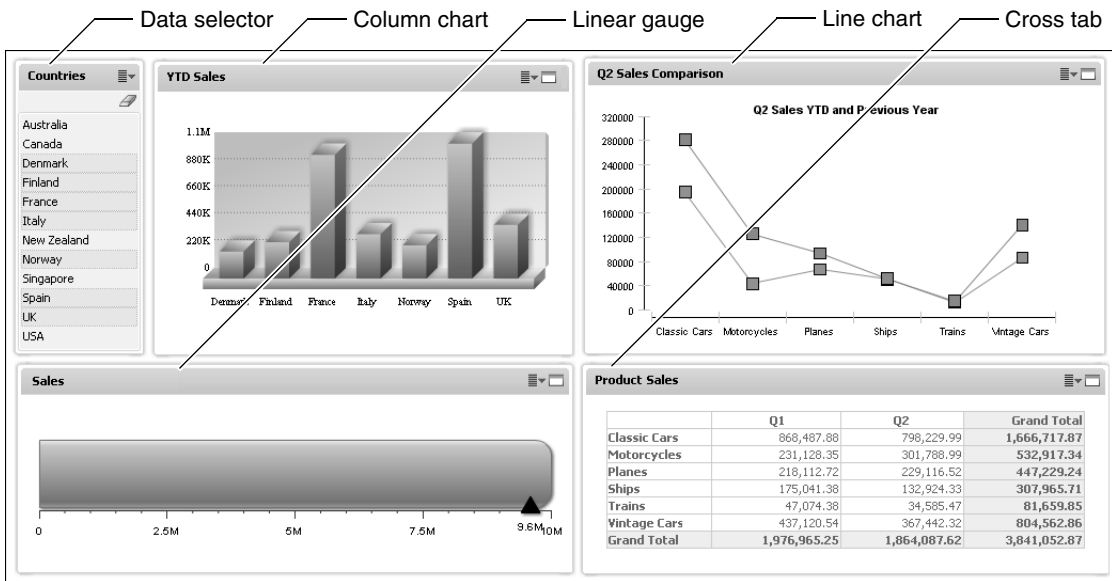 Data selector
Column chart
Linear gauge
Line chart
Cross tab
Countries
Australia
Canada
Denmark
Finland
France
Italy
New Zealand
Norway
Singapore
Spain
UK
USA
YTD Sales
1.1M
880K
660K
440K
220K
0
Denmark Finland France Italy Norway Spain UK
Q2 Sales Comparison
Q2 Sales YTD and Previous Year
320000
280000
240000
200000
160000
120000
80000
40000
0
Classic Cars Motorcycles Planes Ships Trains Vintage Cars
Sales
0 2.5M 5M 7.5M 9.6M 10M
Product Sales
Q1 Q2 Grand Total
Classic Cars 868,487.88 798,229.99 1,666,717.87
Motorcycles 231,128.35 301,788.99 532,917.34
Planes 218,112.72 229,116.52 447,229.24
Ships 175,041.38 132,924.33 307,965.71
Trains 47,074.38 34,585.47 81,659.85
Vintage Cars 437,120.54 367,442.32 804,562.86
Grand Total 1,976,965.25 1,864,087.62 3,841,052.87